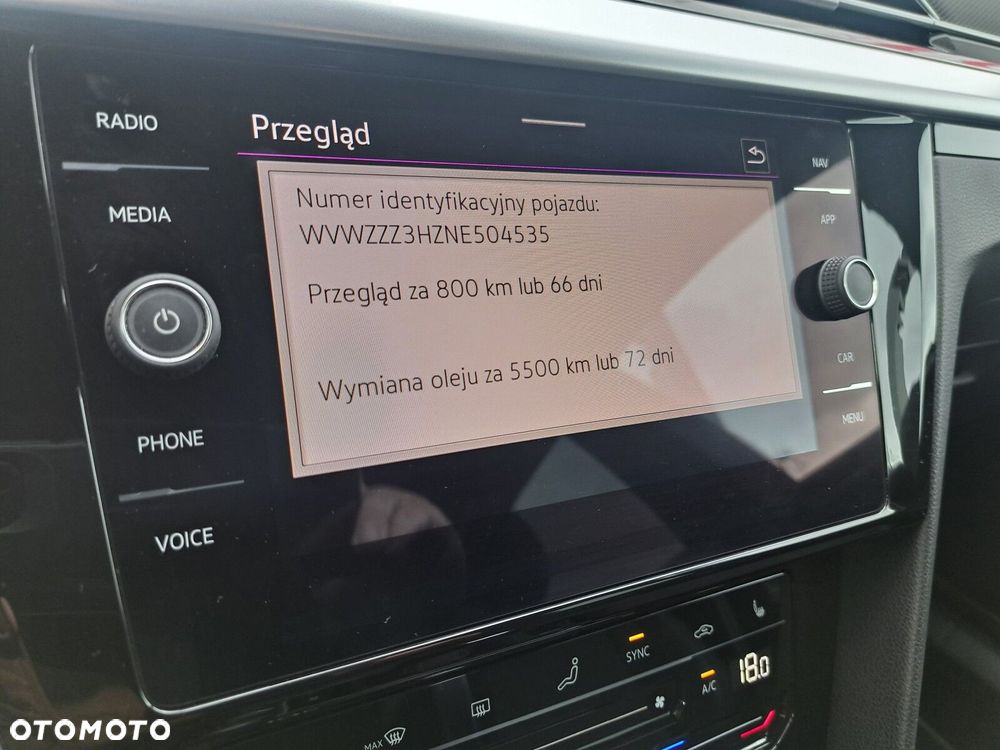 RADIO
Przegląd
NAV
Numer identyfikacyjny pojazdu:
WVWZZZ3HZNE504535
MEDIA
APP
Przegląd za 800 km lub 66 dni
CAR
Wymiana oleju za 5500 km lub 72 dni
MENU
PHONE
VOICE
SYNC
A/C
18.0
MAX
OTOMOTO